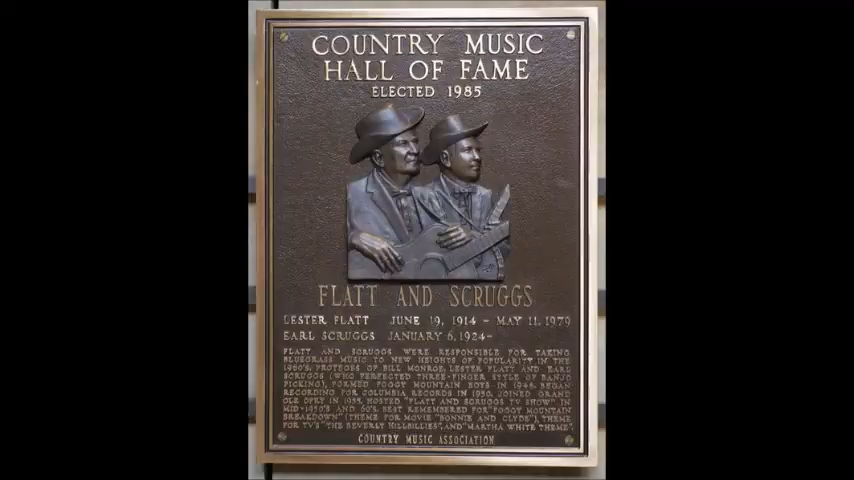 COUNTRY MUSIC
HALL OF FAME
ELECTED 1985
FLATT AND SCRUGGS
LESTER FLATT JUNE 19, 1914 - MAY 11, 1979
EARL SCRUGGS JANUARY 6, 1924-
FLATT AND SCRUGGS WERE RESPONSIBLE FOR TAKING
BLUEGRASS MUSIC TO NEW HEIGHTS OF POPULARITY IN THE
1960'S. PROTEGES OF BILL MONROE, LESTER FLATT AND EARL
SCRUGGS (WHO PERFECTED THREE-FINGER STYLE OF BANJO
PICKING), FORMED FOGGY MOUNTAIN BOYS IN 1948. BEGAN
RECORDING FOR COLUMBIA RECORDS IN 1950. JOINED GRAND
OLE OPRY IN 1955. HOSTED "FLATT AND SCRUGGS TV SHOW" IN
MID-1950'S AND 60'S. BEST REMEMBERED FOR "FOGGY MOUNTAIN
BREAKDOWN" (THEME FOR MOVIE "BONNIE AND CLYDE"), THEME
FOR TV'S "THE BEVERLY HILLBILLIES", AND "MARTHA WHITE THEME".
COUNTRY MUSIC ASSOCIATION